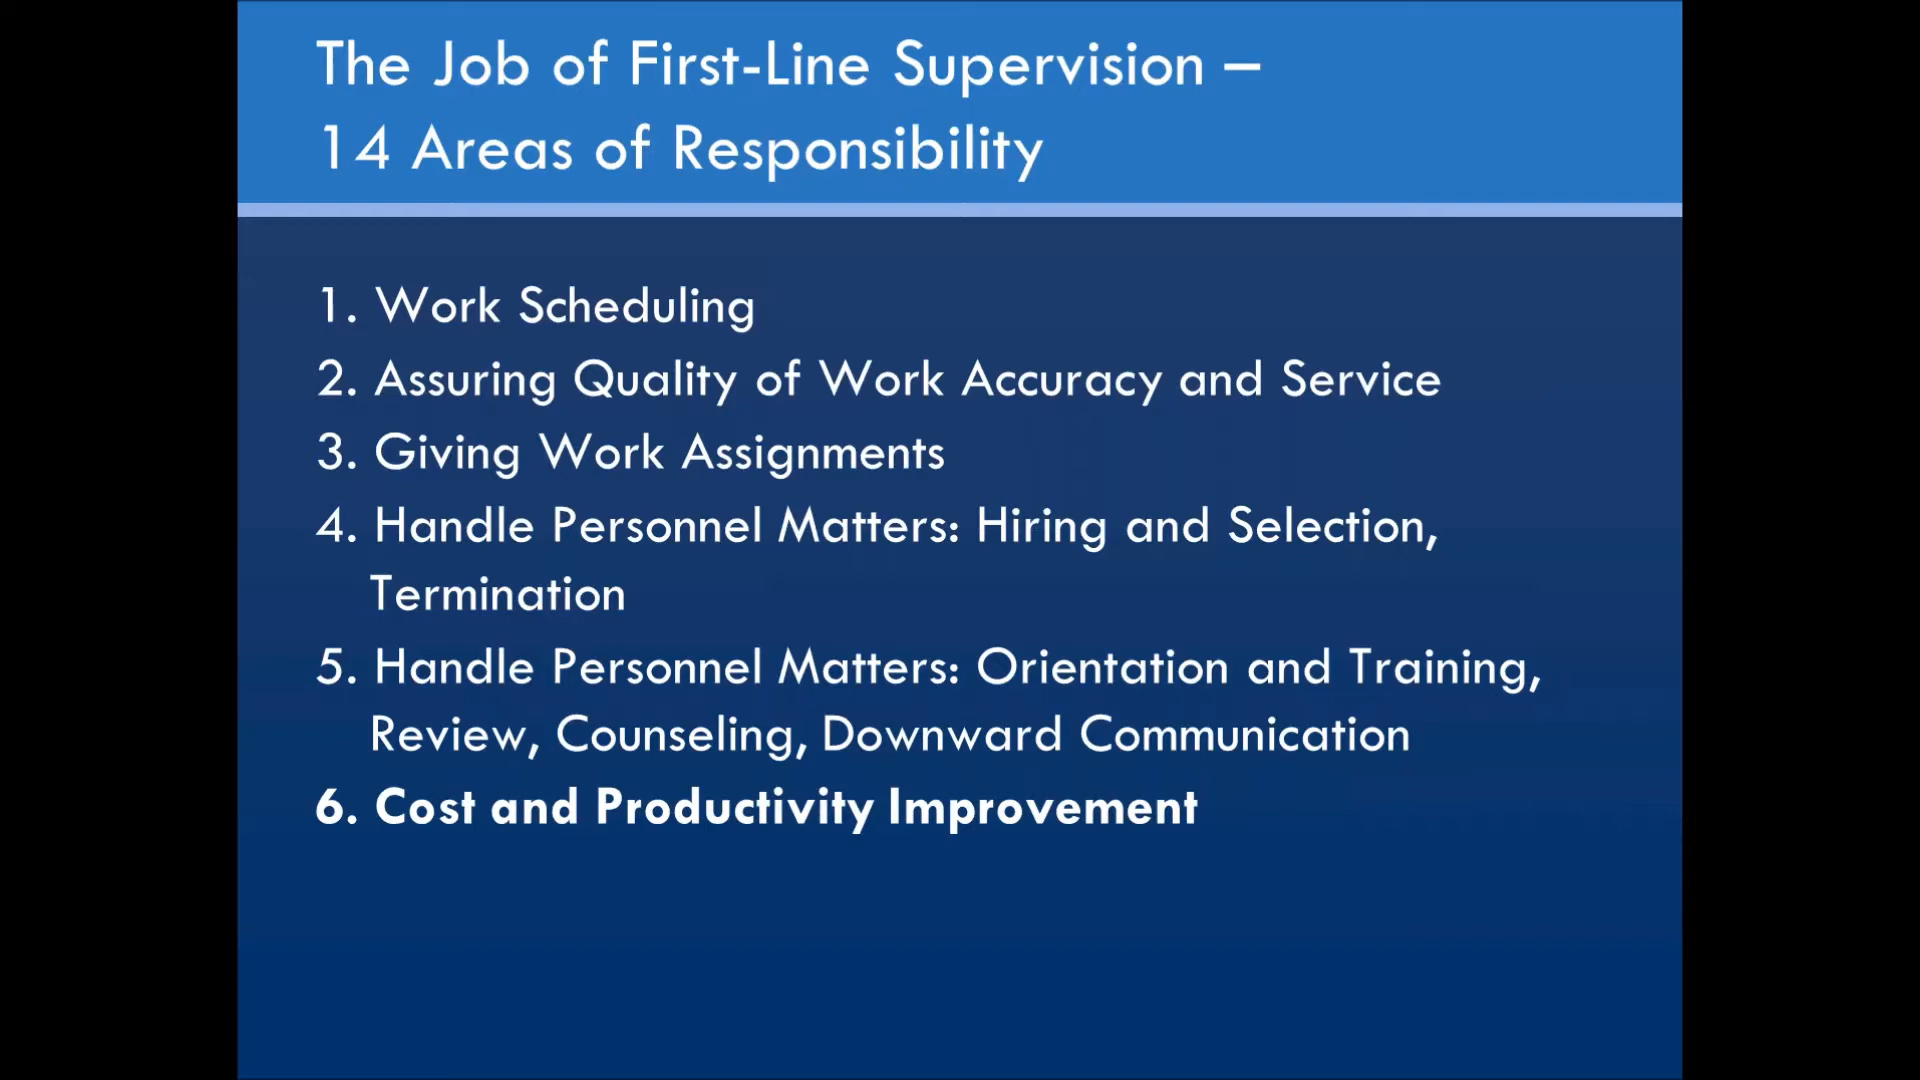 The Job of First-Line Supervision –
14 Areas of Responsibility
1. Work Scheduling
2. Assuring Quality of Work Accuracy and Service
3. Giving Work Assignments
4. Handle Personnel Matters: Hiring and Selection,
Termination
5. Handle Personnel Matters: Orientation and Training,
Review, Counseling, Downward Communication
6. Cost and Productivity Improvement